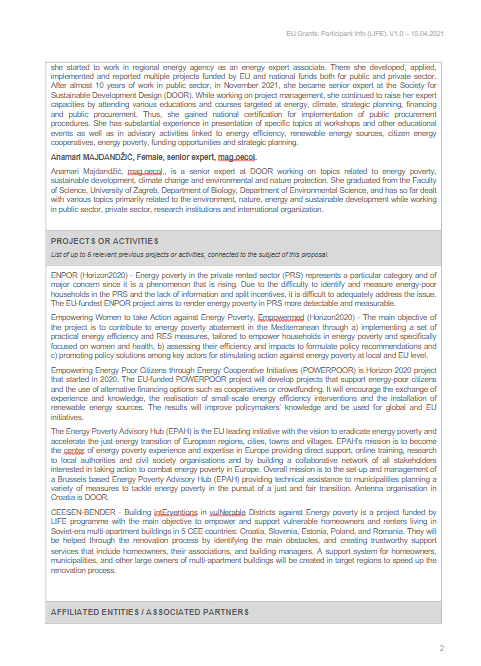 EU Grants: Participant Info (LIFE): V1.0 – 15.04.2021
she started to work in regional energy agency as an energy expert associate. There she developed, applied,
implemented and reported multiple projects funded by EU and national funds both for public and private sector.
After almost 10 years of work in public sector, in November 2021, she became senior expert at the Society for
Sustainable Development Design (DOOR). While working on project management, she continued to raise her expert
capacities by attending various educations and courses targeted at energy, climate, strategic planning, financing
and public procurement. Thus, she gained national certification for implementation of public procurement
procedures. She has substantial experience in presentation of specific topics at workshops and other educational
events as well as in advisory activities linked to energy efficiency, renewable energy sources, citizen energy
cooperatives, energy poverty, funding opportunities and strategic planning.
Anamari MAJDANDŽIĆ, Female, senior expert, mag.oecol.
Anamari Majdandžić, mag.oecol., is a senior expert at DOOR working on topics related to energy poverty,
sustainable development, climate change and environmental and nature protection. She graduated from the Faculty
of Science, University of Zagreb, Department of Biology, Department of Environmental Science, and has so far dealt
with various topics primarily related to the environment, nature, energy and sustainable development while working
in public sector, private sector, research institutions and international organization.
PROJECTS OR ACTIVITIES
List of up to 5 relevant previous projects or activities, connected to the subject of this proposal.
ENPOR (Horizon2020) - Energy poverty in the private rented sector (PRS) represents a particular category and of
major concern since it is a phenomenon that is rising. Due to the difficulty to identify and measure energy-poor
households in the PRS and the lack of information and split incentives, it is difficult to adequately address the issue.
The EU-funded ENPOR project aims to render energy poverty in PRS more detectable and measurable.
Empowering Women to take Action against Energy Poverty, Empowermed (Horizon2020) - The main objective of
the project is to contribute to energy poverty abatement in the Mediterranean through a) implementing a set of
practical energy efficiency and RES measures, tailored to empower households in energy poverty and specifically
focused on women and health, b) assessing their efficiency and impacts to formulate policy recommendations and
c) promoting policy solutions among key actors for stimulating action against energy poverty at local and EU level.
Empowering Energy Poor Citizens through Energy Cooperative Initiatives (POWERPOOR) is Horizon 2020 project
that started in 2020. The EU-funded POWERPOOR project will develop projects that support energy-poor citizens
and the use of alternative financing options such as cooperatives or crowdfunding. It will encourage the exchange of
experience and knowledge, the realisation of small-scale energy efficiency interventions and the installation of
renewable energy sources. The results will improve policymakers' knowledge and be used for global and EU
initiatives.
The Energy Poverty Advisory Hub (EPAH) is the EU leading initiative with the vision to eradicate energy poverty and
accelerate the just energy transition of European regions, cities, towns and villages. EPAH's mission is to become
the center of energy poverty experience and expertise in Europe providing direct support, online training, research
to local authorities and civil society organisations by building a collaborative network of all stakeholders
interested in taking action to combat energy poverty in Europe. Overall mission is to the set-up and management of
a Brussels based Energy Poverty Advisory Hub (EPAH) providing technical assistance to municipalities planning a
variety of measures to tackle energy poverty in the pursuit of a just and fair transition. Antenna organisation in
Croatia is DOOR.
CEESEN-BENDER - Building intErventions in vulNerable Districts against Energy poverty is a project funded by
LIFE programme with the main objective to empower and support vulnerable homeowners and renters living in
Soviet-era multi-apartment buildings in 5 CEE countries: Croatia, Slovenia, Estonia, Poland, and Romania. They will
be helped through the renovation process by identifying the main obstacles, and creating trustworthy support
services that include homeowners, their associations, and building managers. A support system for homeowners,
municipalities, and other large owners of multi-apartment buildings will be created in target regions to speed up the
renovation process.
AFFILIATED ENTITIES / ASSOCIATED PARTNERS
2